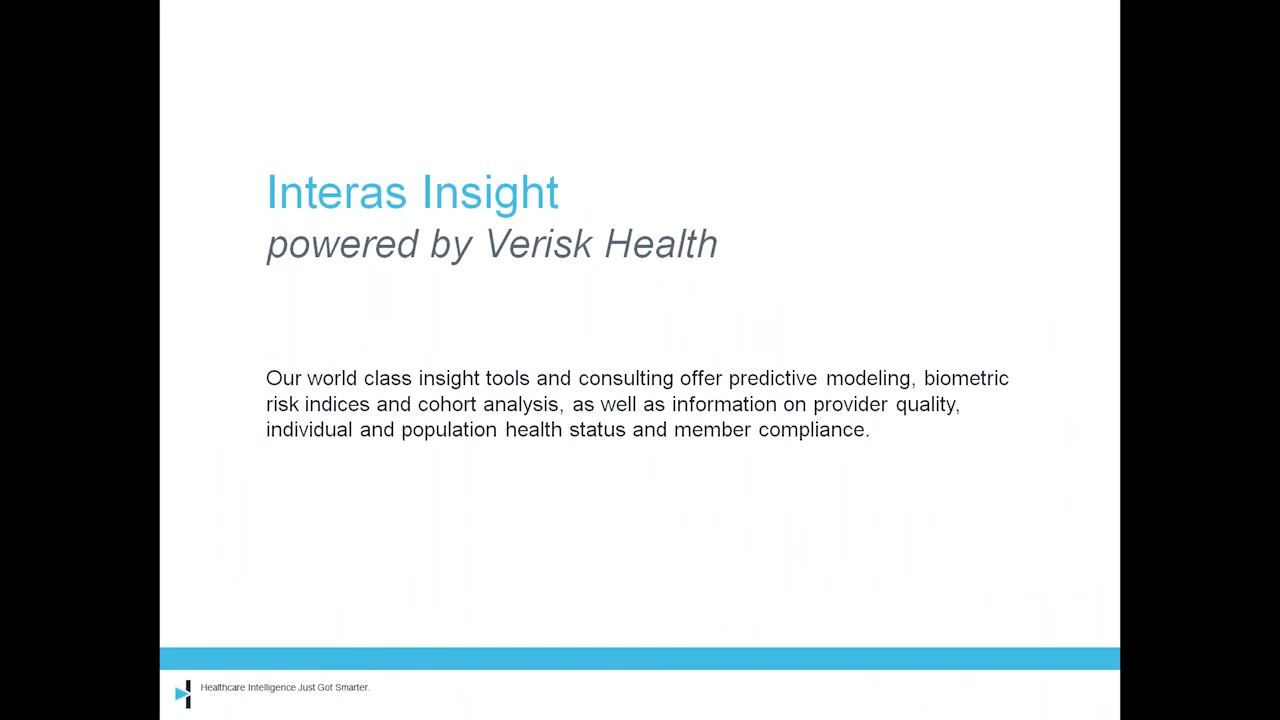 Interas Insight
powered by Verisk Health
Our world class insight tools and consulting offer predictive modeling, biometric
risk indices and cohort analysis, as well as information on provider quality,
individual and population health status and member compliance.
Healthcare Intelligence Just Got Smarter.